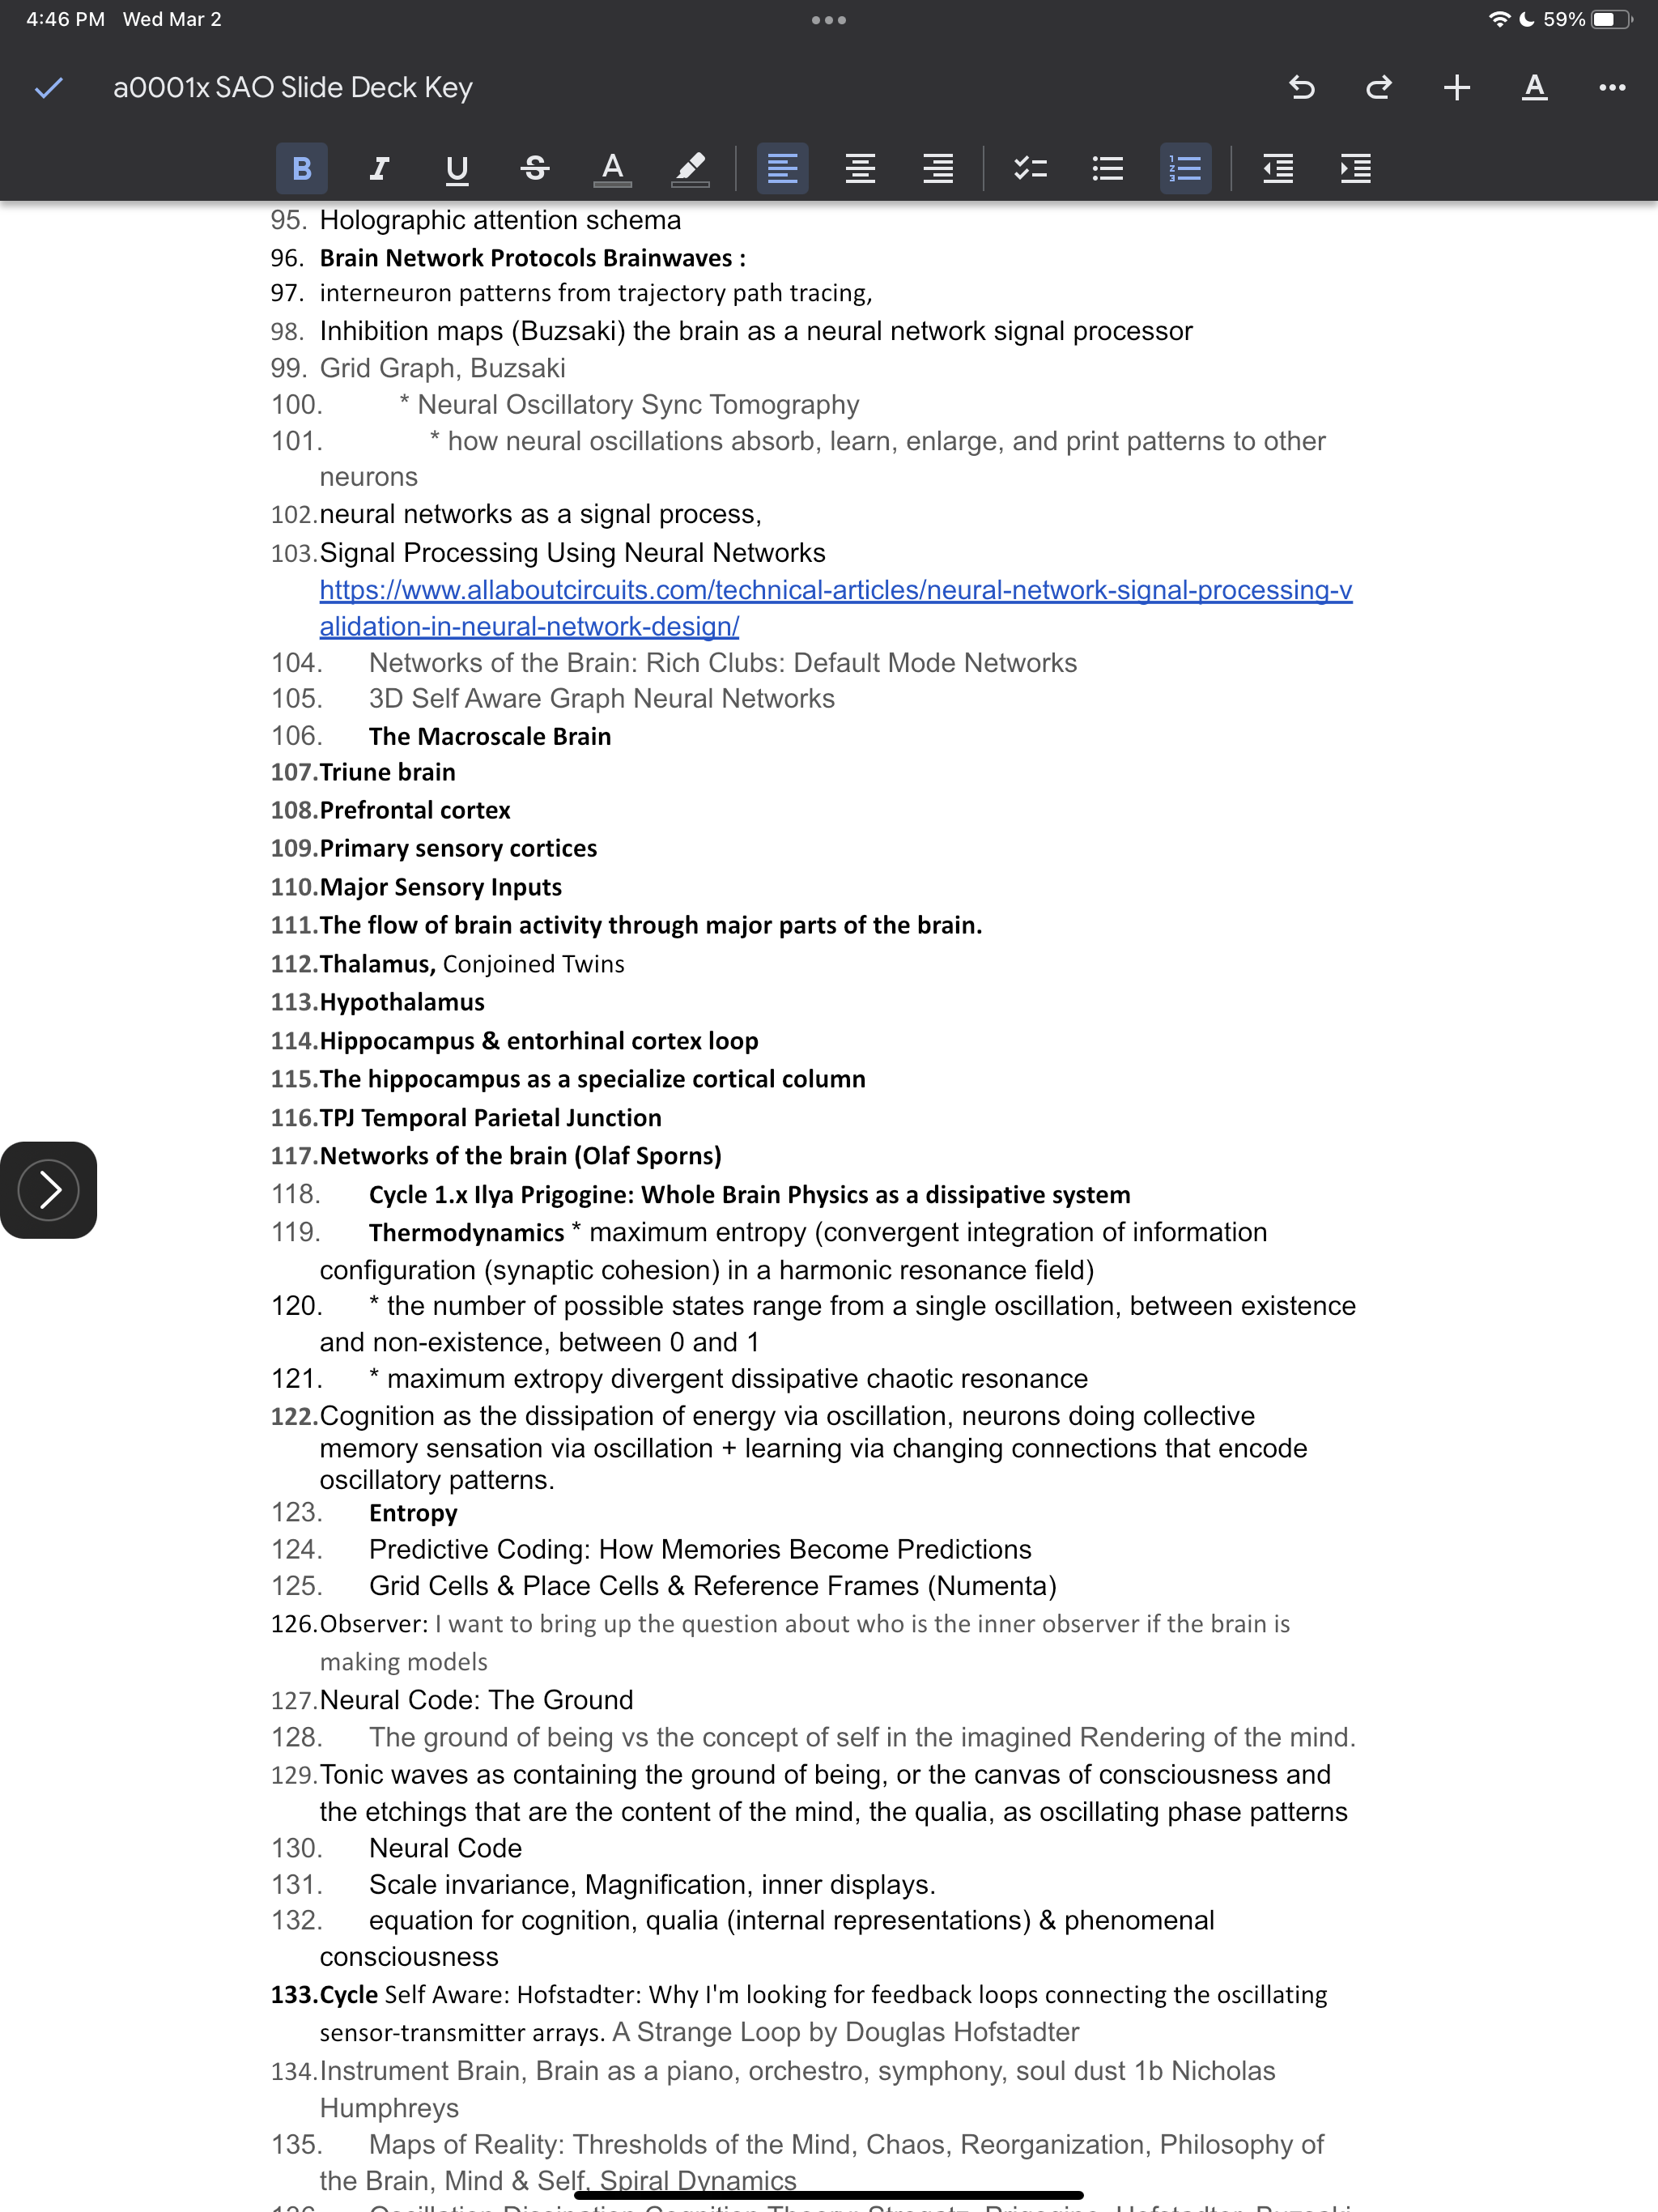 4:46 PM Wed Mar 2
59%
a0001x SAO Slide Deck Key
B I U S A
95. Holographic attention schema
96. Brain Network Protocols Brainwaves :
97. interneuron patterns from trajectory path tracing,
98. Inhibition maps (Buzsaki) the brain as a neural network signal processor
99. Grid Graph, Buzsaki
100. * Neural Oscillatory Sync Tomography
101. * how neural oscillations absorb, learn, enlarge, and print patterns to other
neurons
102. neural networks as a signal process,
103. Signal Processing Using Neural Networks
https://www.allaboutcircuits.com/technical-articles/neural-network-signal-processing-v
alidation-in-neural-network-design/
104. Networks of the Brain: Rich Clubs: Default Mode Networks
105. 3D Self Aware Graph Neural Networks
106. The Macroscale Brain
107. Triune brain
108. Prefrontal cortex
109. Primary sensory cortices
110. Major Sensory Inputs
111. The flow of brain activity through major parts of the brain.
112. Thalamus, Conjoined Twins
113. Hypothalamus
114. Hippocampus & entorhinal cortex loop
115. The hippocampus as a specialize cortical column
116. TPJ Temporal Parietal Junction
117. Networks of the brain (Olaf Sporns)
118. Cycle 1.x Ilya Prigogine: Whole Brain Physics as a dissipative system
119. Thermodynamics * maximum entropy (convergent integration of information
configuration (synaptic cohesion) in a harmonic resonance field)
120. * the number of possible states range from a single oscillation, between existence
and non-existence, between 0 and 1
121. * maximum extropy divergent dissipative chaotic resonance
122. Cognition as the dissipation of energy via oscillation, neurons doing collective
memory sensation via oscillation + learning via changing connections that encode
oscillatory patterns.
123. Entropy
124. Predictive Coding: How Memories Become Predictions
125. Grid Cells & Place Cells & Reference Frames (Numenta)
126. Observer: I want to bring up the question about who is the inner observer if the brain is
making models
127. Neural Code: The Ground
128. The ground of being vs the concept of self in the imagined Rendering of the mind.
129. Tonic waves as containing the ground of being, or the canvas of consciousness and
the etchings that are the content of the mind, the qualia, as oscillating phase patterns
130. Neural Code
131. Scale invariance, Magnification, inner displays.
132. equation for cognition, qualia (internal representations) & phenomenal
consciousness
133. Cycle Self Aware: Hofstadter: Why I'm looking for feedback loops connecting the oscillating
sensor-transmitter arrays. A Strange Loop by Douglas Hofstadter
134. Instrument Brain, Brain as a piano, orchestro, symphony, soul dust 1b Nicholas
Humphreys
135. Maps of Reality: Thresholds of the Mind, Chaos, Reorganization, Philosophy of
the Brain, Mind & Self, Spiral Dynamics
136. Oscillation Dissipation Cognition Theory: Strogatz, Prigogine, Hofstadter, Buzsaki